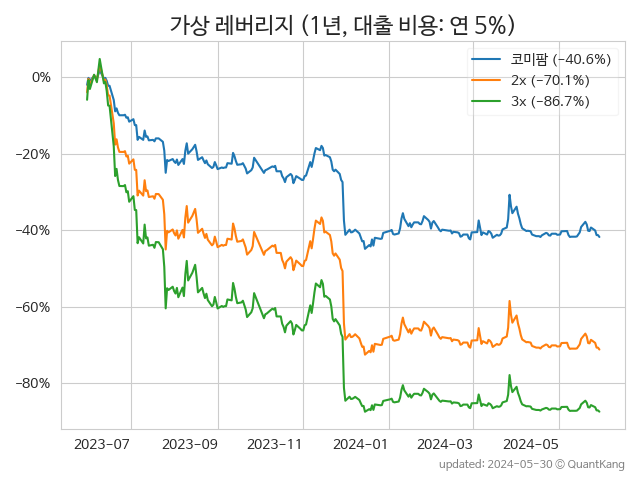 가상 레버리지 (1년, 대출 비용: 연 5%)
코미팜 (−40.6%)
2x (−70.1%)
3x (−86.7%)
0%
−20%
−40%
−60%
−80%
2023-07 2023-09 2023-11 2024-01 2024-03 2024-05
updated: 2024-05-30 © QuantKang